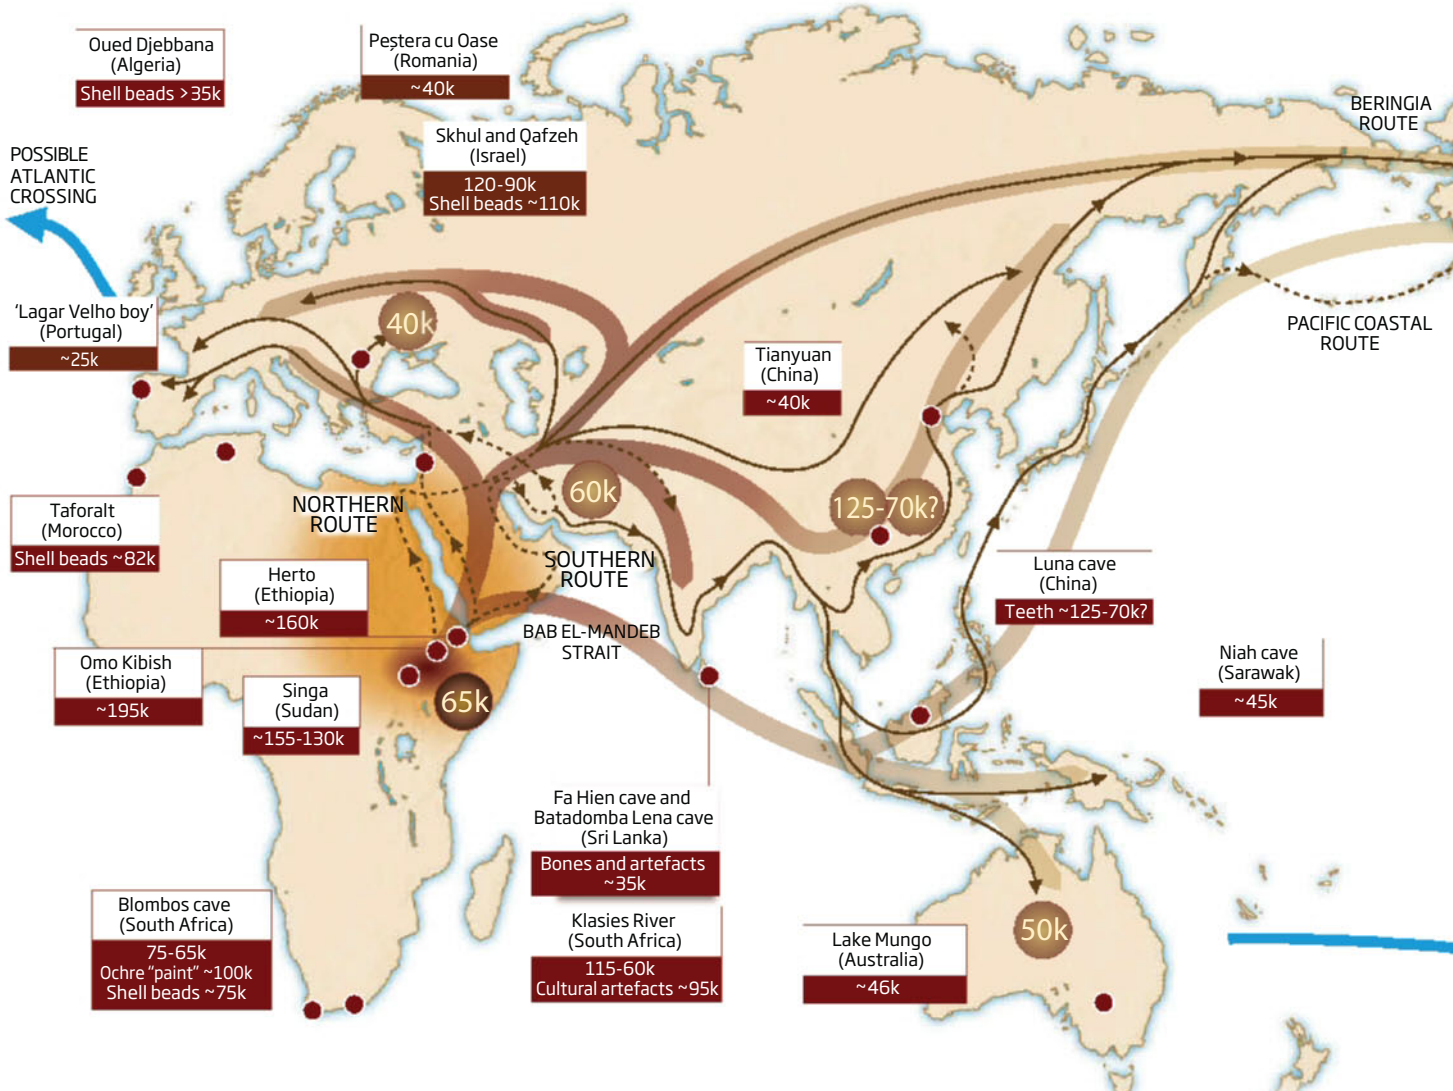 Oued Djebbana
(Algeria)
Shell beads >35k
Peştera cu Oase
(Romania)
~40k
Skhul and Qafzeh
(Israel)
120-90k
Shell beads ~110k
BERINGIA
ROUTE
POSSIBLE
ATLANTIC
CROSSING
'Lagar Velho boy'
(Portugal)
~25k
40k
PACIFIC COASTAL
ROUTE
Tianyuan
(China)
~40k
Taforalt
(Morocco)
Shell beads ~82k
NORTHERN
ROUTE
60k
125-70k?
SOUTHERN
ROUTE
Herto
(Ethiopia)
~160k
Luna cave
(China)
Teeth ~125-70k?
BAB EL-MANDEB
STRAIT
Omo Kibish
(Ethiopia)
~195k
Singa
(Sudan)
~155-130k
65k
Niah cave
(Sarawak)
~45k
Fa Hien cave and
Batadomba Lena cave
(Sri Lanka)
Bones and artefacts
~35k
Blombos cave
(South Africa)
75-65k
Ochre "paint" ~100k
Shell beads ~75k
Klasies River
(South Africa)
115-60k
Cultural artefacts ~95k
50k
Lake Mungo
(Australia)
~46k